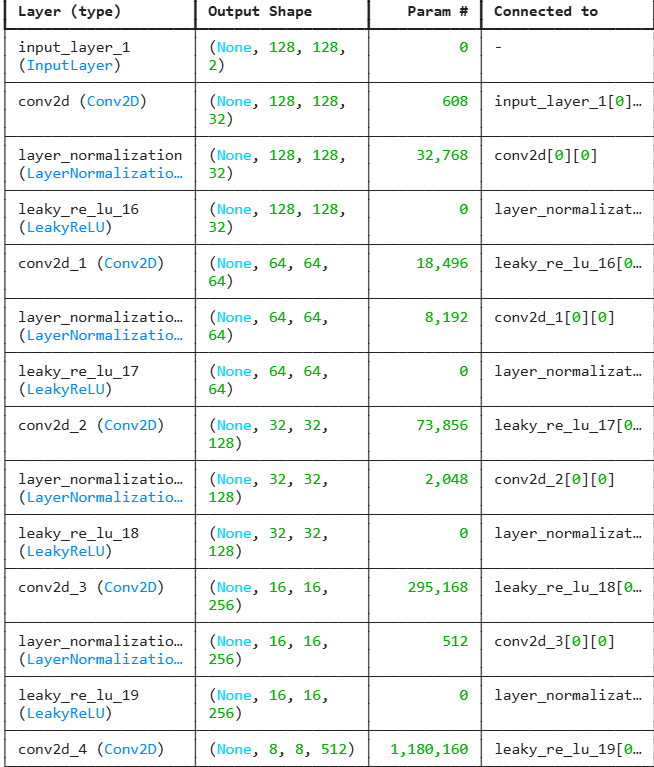 Layer (type) Output Shape Param # Connected to
input_layer_1 (None, 128, 128, 0 -
(InputLayer) 2)
conv2d (Conv2D) (None, 128, 128, 608 input_layer_1[0]…
32)
layer_normalization (None, 128, 128, 32,768 conv2d[0][0]
(LayerNormalizatio… 32)
leaky_re_lu_16 (None, 128, 128, 0 layer_normalizat…
(LeakyReLU) 32)
conv2d_1 (Conv2D) (None, 64, 64, 18,496 leaky_re_lu_16[0…
64)
layer_normalizatio… (None, 64, 64, 8,192 conv2d_1[0][0]
(LayerNormalizatio… 64)
leaky_re_lu_17 (None, 64, 64, 0 layer_normalizat…
(LeakyReLU) 64)
conv2d_2 (Conv2D) (None, 32, 32, 73,856 leaky_re_lu_17[0…
128)
layer_normalizatio… (None, 32, 32, 2,048 conv2d_2[0][0]
(LayerNormalizatio… 128)
leaky_re_lu_18 (None, 32, 32, 0 layer_normalizat…
(LeakyReLU) 128)
conv2d_3 (Conv2D) (None, 16, 16, 295,168 leaky_re_lu_18[0…
256)
layer_normalizatio… (None, 16, 16, 512 conv2d_3[0][0]
(LayerNormalizatio… 256)
leaky_re_lu_19 (None, 16, 16, 0 layer_normalizat…
(LeakyReLU) 256)
conv2d_4 (Conv2D) (None, 8, 8, 512) 1,180,160 leaky_re_lu_19[0…